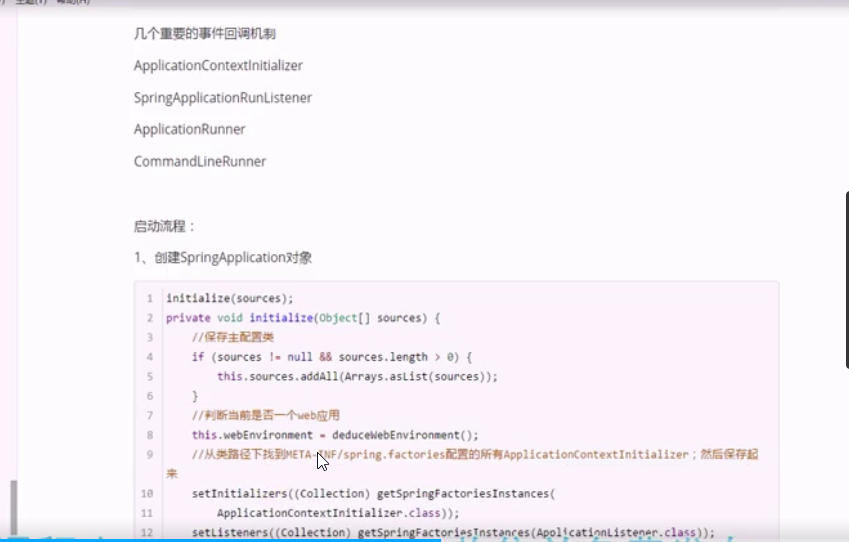 几个重要的事件回调机制
ApplicationContextInitializer
SpringApplicationRunListener
ApplicationRunner
CommandLineRunner
启动流程：
1、创建SpringApplication对象
1 initialize(sources);
2 private void initialize(Object[] sources) {
3 //保存主配置类
4 if (sources != null && sources.length > 0) {
5 this.sources.addAll(Arrays.asList(sources));
6 }
7 //判断当前是否一个web应用
8 this.webEnvironment = deduceWebEnvironment();
9 //从类路径下找到META-INF/spring.factories配置的所有ApplicationContextInitializer；然后保存起
来
10 setInitializers((Collection) getSpringFactoriesInstances(
11 ApplicationContextInitializer.class));
12 setListeners((Collection) getSpringFactoriesInstances(ApplicationListener.class));